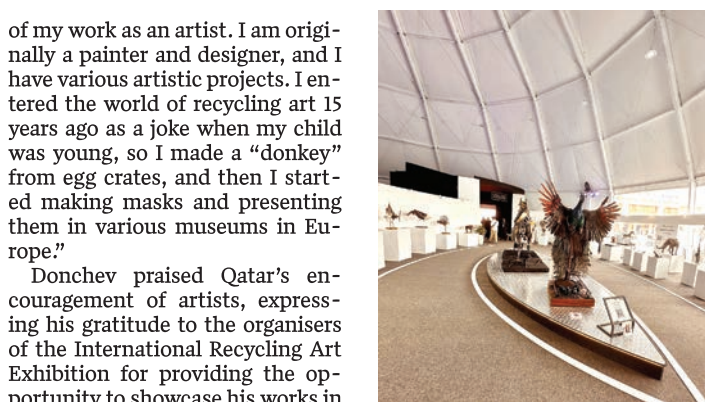 of my work as an artist. I am origi-
nally a painter and designer, and I
have various artistic projects. I en-
tered the world of recycling art 15
years ago as a joke when my child
was young, so I made a “donkey”
from egg crates, and then I start-
ed making masks and presenting
them in various museums in Eu-
rope.”
Donchev praised Qatar’s en-
couragement of artists, express-
ing his gratitude to the organisers
of the International Recycling Art
Exhibition for providing the op-
portunity to showcase his works in